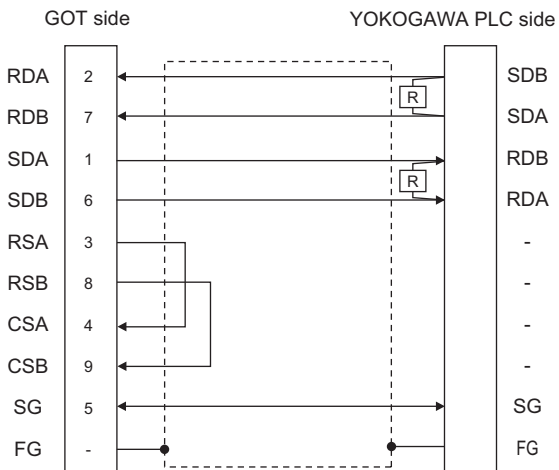 GOT side YOKOGAWA PLC side
RDA 2 SDB
R
RDB 7 SDA
SDA 1 RDB
R
SDB 6 RDA
RSA 3 -
RSB 8 -
CSA 4 -
CSB 9 -
SG 5 SG
FG - FG